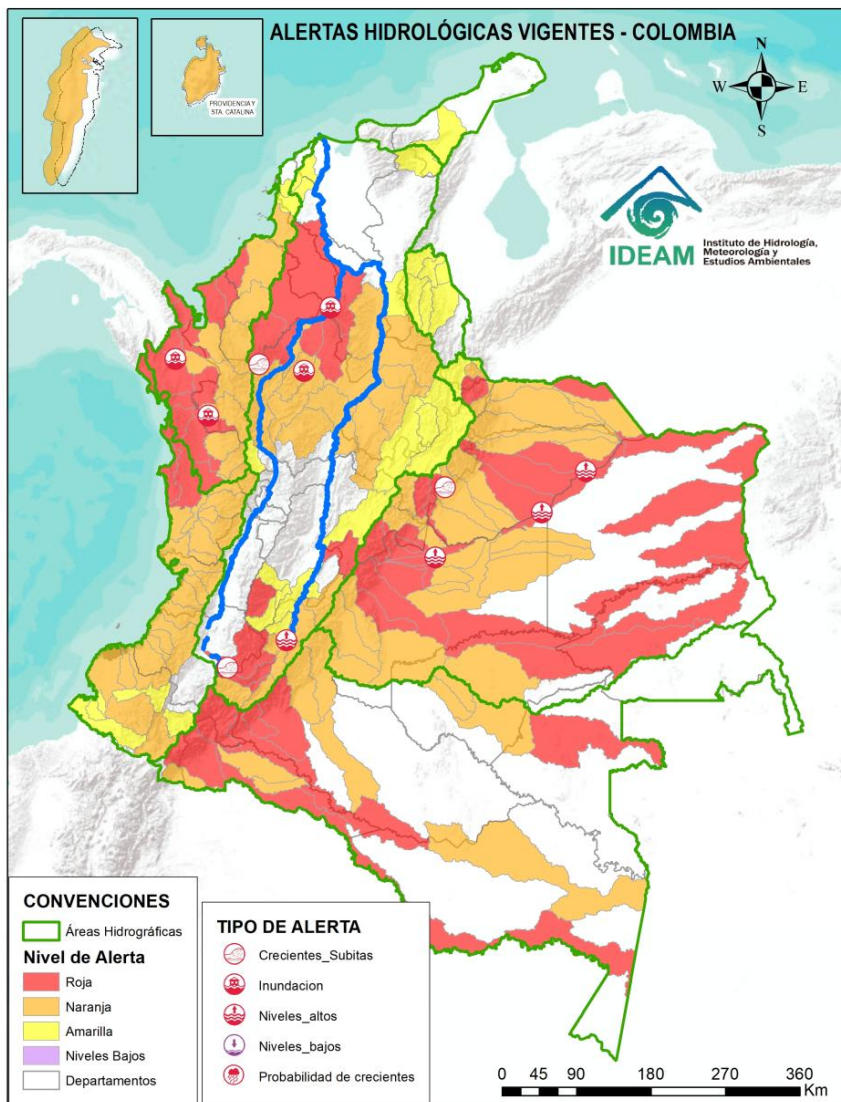 ALERTAS HIDROLÓGICAS VIGENTES - COLOMBIA
PROVIDENCIA Y
STA. CATALINA
N
W
E
S
IDEAM
Instituto de Hidrología,
Meteorología y
Estudios Ambientales
CONVENCIONES
Áreas Hidrográficas
Nivel de Alerta
Roja
Naranja
Amarilla
Niveles Bajos
Departamentos
TIPO DE ALERTA
Crecientes_Subitas
Inundacion
Niveles_altos
Niveles_bajos
Probabilidad de crecientes
0 45 90 180 270 360
Km